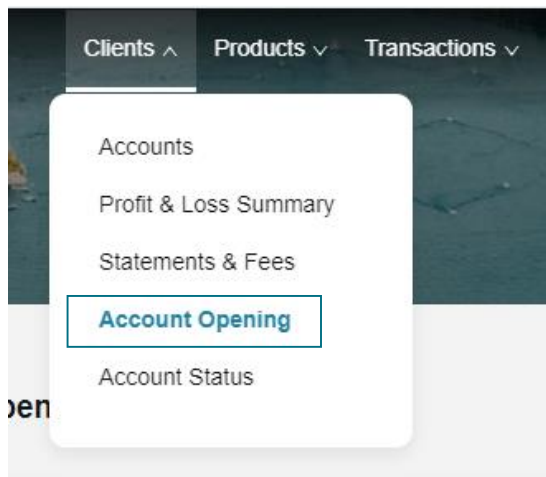 Clients Products Transactions
Accounts
Profit & Loss Summary
Statements & Fees
Account Opening
Account Status